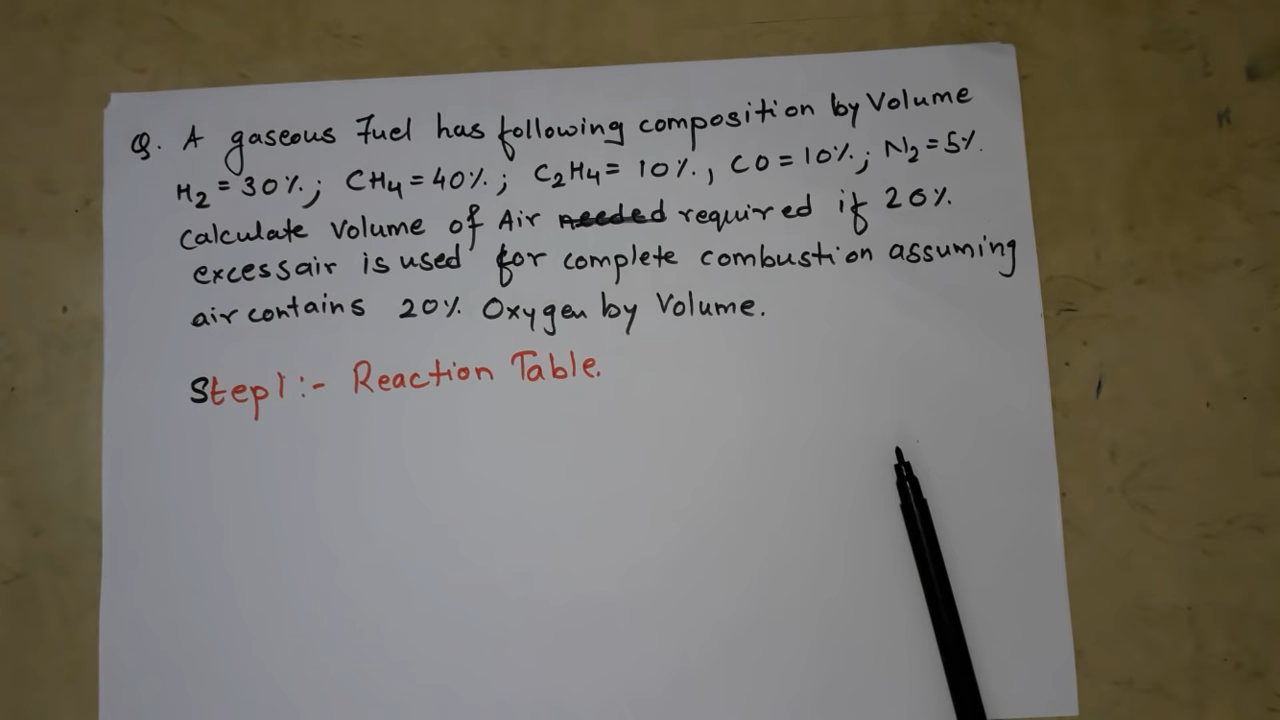 Q. A gaseous Fuel has following composition by Volume
H₂ = 30%; CH₄ = 40%; C₂H₄ = 10%, CO = 10%; N₂ = 5%.
Calculate Volume of Air needed required if 20%
excess air is used for complete combustion assuming
air contains 20% Oxygen by Volume.
Step 1 :- Reaction Table.